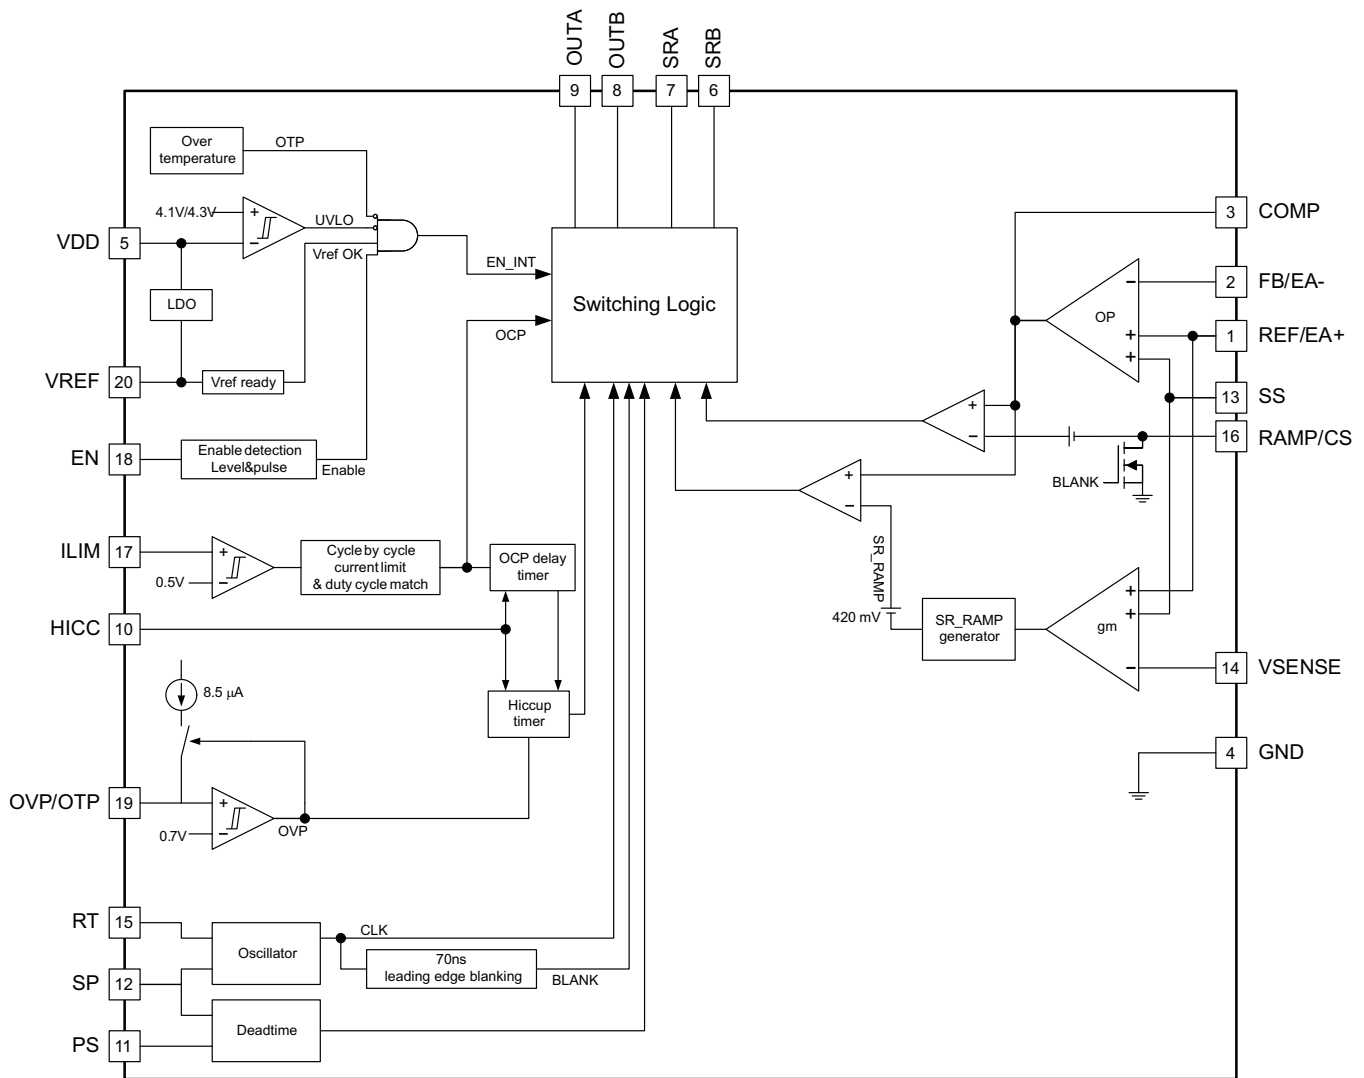 OUTA
OUTB
SRA
SRB
9
8
7
6
Over
temperature
OTP
4.1V/4.3V
+
−
UVLO
VDD
5
Vref OK
EN_INT
LDO
OCP
Switching Logic
VREF
20
Vref ready
EN
18
Enable detection
Level&pulse
Enable
3
COMP
−
2
FB/EA-
OP
+
1
REF/EA+
+
13
SS
+
−
16
RAMP/CS
BLANK
+
−
SR_RAMP
420 mV
SR_RAMP
generator
+
+
gm
−
14
VSENSE
4
GND
ILIM
17
+
0.5V
−
Cycle by cycle
current limit
& duty cycle match
OCP delay
timer
HICC
10
Hiccup
timer
8.5 µA
OVP/OTP
19
+
0.7V
−
OVP
RT
15
Oscillator
CLK
70ns
leading edge blanking
BLANK
SP
12
Deadtime
PS
11